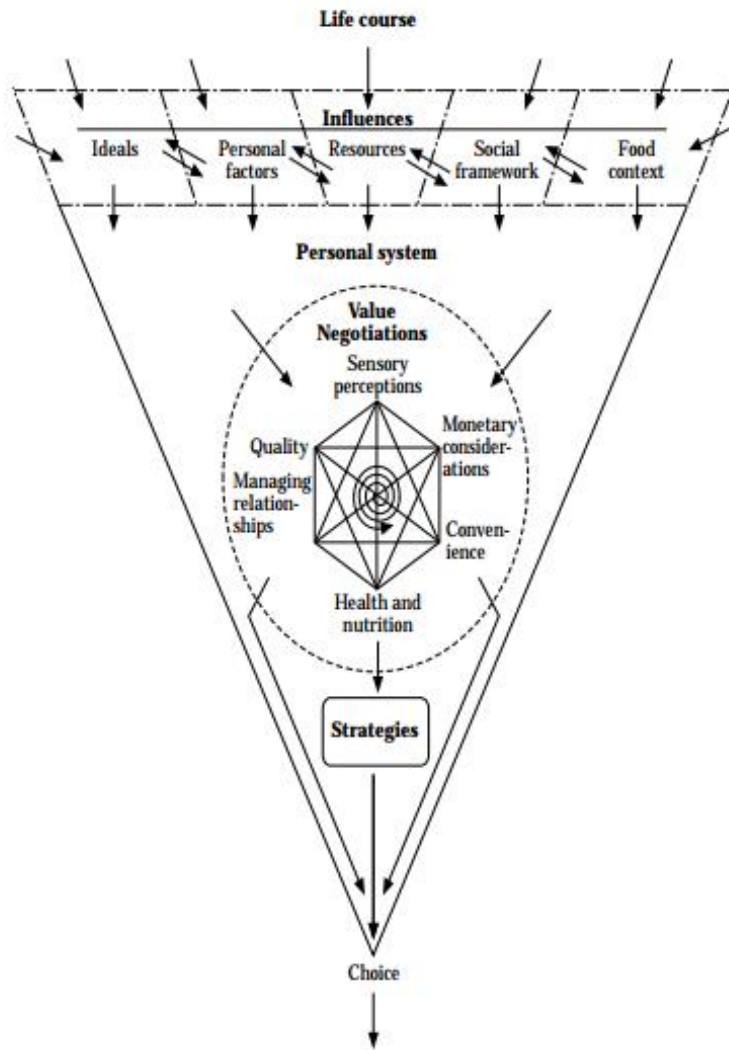 Life course
Influences
Ideals
Personal
factors
Resources
Social
framework
Food
context
Personal system
Value
Negotiations
Sensory
perceptions
Quality
Monetary
consider-
ations
Managing
relation-
ships
Conven-
ience
Health and
nutrition
Strategies
Choice